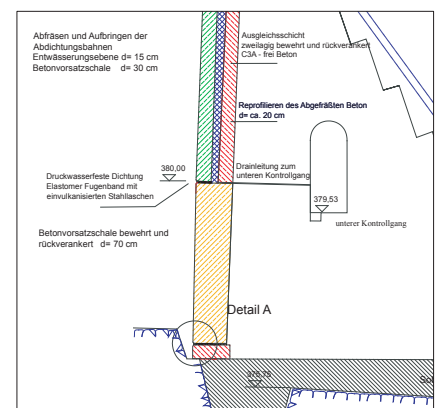 Abfräsen und Aufbringen der
Abdichtungsbahnen
Entwässerungsebene d= 15 cm
Betonvorsatzschale d= 30 cm
Ausgleichsschicht
zweilagig bewehrt und rückverankert
C3A - frei Beton
Reprofilieren des Abgefräßten Beton
d= ca. 20 cm
Druckwasserfeste Dichtung
Elastomer Fugenband mit
einvulkanisierten Stahllaschen
380,00
Drainleitung zum
unteren Kontrollgang
379,53
unterer Kontrollgang
Betonvorsatzschale bewehrt und
rückverankert d= 70 cm
Detail A
375,75
Sol